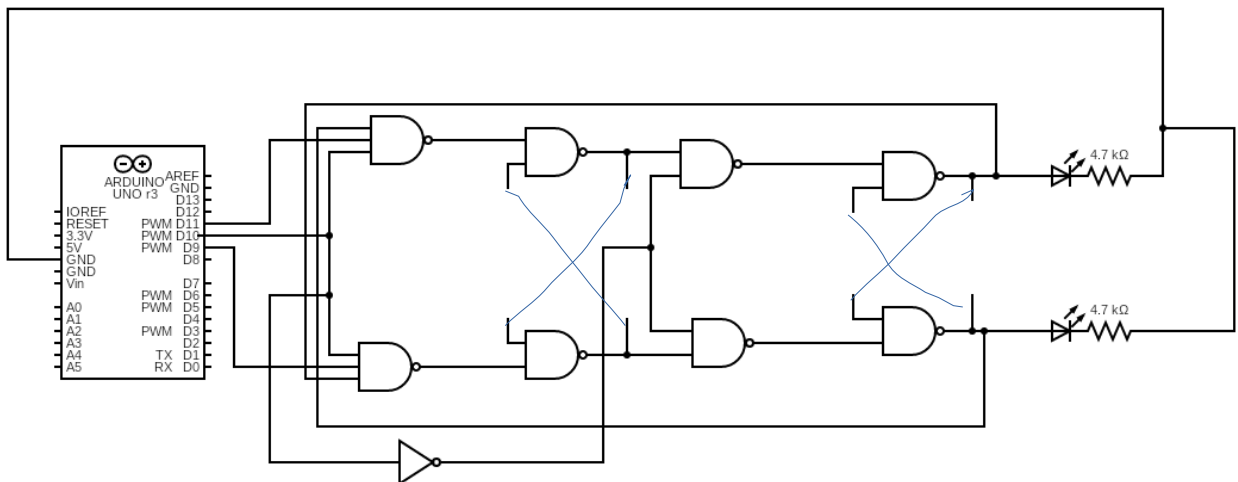 ARDUINO
UNO r3
AREF
GND
D13
D12
IOREF
RESET
3.3V
5V
GND
GND
Vin
A0
A1
A2
A3
A4
A5
PWM D11
PWM D10
PWM D9
D8
D7
PWM D6
PWM D5
D4
PWM D3
D2
TX D1
RX D0
4.7 kΩ
4.7 kΩ